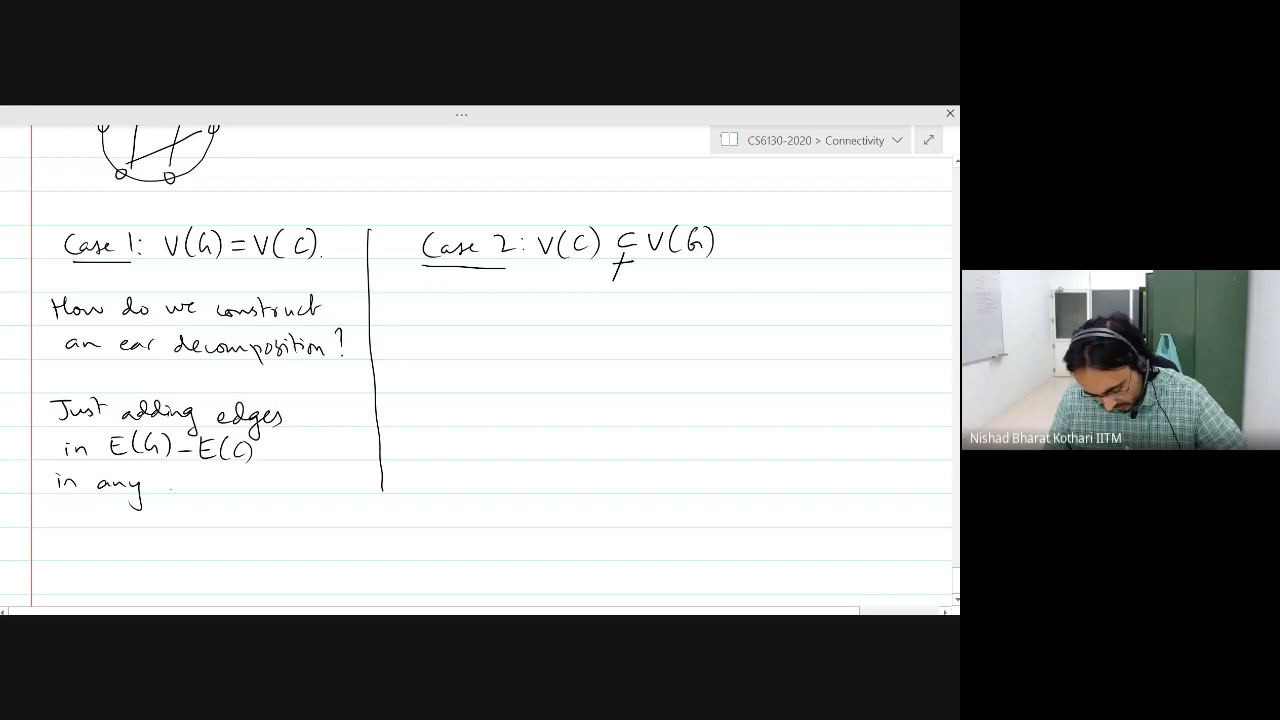 CS6130-2020 > Connectivity
Case 1: V(G) = V(C).
How do we construct
an ear decomposition?
Just adding edges
in E(G) - E(C)
in any
Case 2: V(C) ⊊ V(G)
Nishad Bharat Kothari IITM